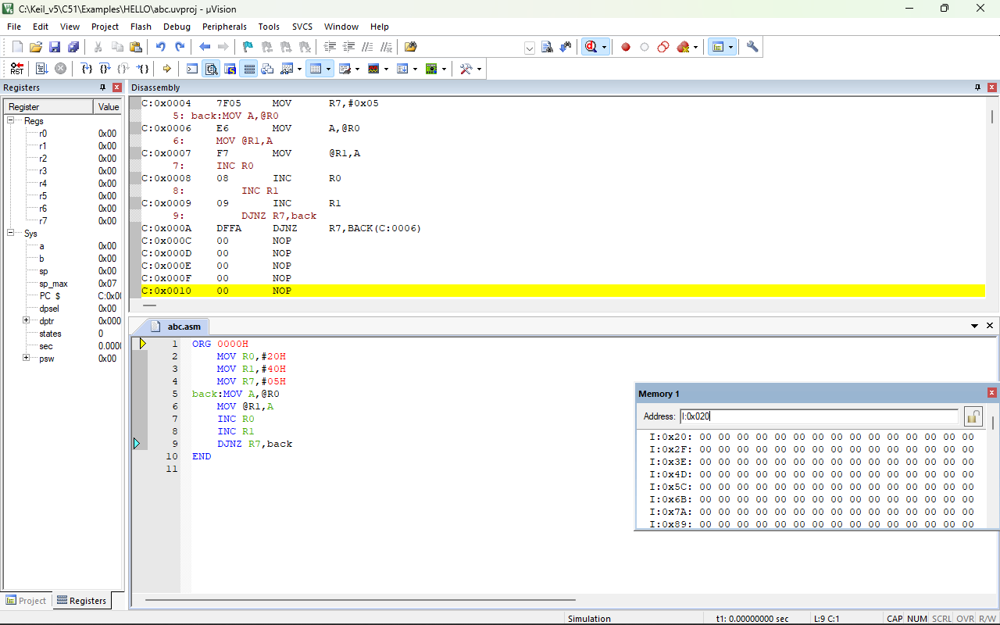 C:\Keil_v5\C51\Examples\HELLO\abc.uvproj - µVision
File Edit View Project Flash Debug Peripherals Tools SVCS Window Help
RST
Registers
Register Value
Regs
r0 0x00
r1 0x00
r2 0x00
r3 0x00
r4 0x00
r5 0x00
r6 0x00
r7 0x00
Sys
a 0x00
b 0x00
sp 0x00
sp_max 0x07
PC $ C:0x00
dpsel 0x00
dptr 0x000
states 0
sec 0.0000
psw 0x00
Project Registers
Disassembly
C:0x0004 7F05 MOV R7,#0x05
5: back:MOV A,@R0
C:0x0006 E6 MOV A,@R0
6: MOV @R1,A
C:0x0007 F7 MOV @R1,A
7: INC R0
C:0x0008 08 INC R0
8: INC R1
C:0x0009 09 INC R1
9: DJNZ R7,back
C:0x000A DFFA DJNZ R7,BACK(C:0006)
C:0x000C 00 NOP
C:0x000D 00 NOP
C:0x000E 00 NOP
C:0x000F 00 NOP
C:0x0010 00 NOP
abc.asm
1 ORG 0000H
2 MOV R0,#20H
3 MOV R1,#40H
4 MOV R7,#05H
5 back:MOV A,@R0
6 MOV @R1,A
7 INC R0
8 INC R1
9 DJNZ R7,back
10 END
11
Memory 1
Address: I:0x020
I:0x20: 00 00 00 00 00 00 00 00 00 00 00 00 00 00 00
I:0x2F: 00 00 00 00 00 00 00 00 00 00 00 00 00 00 00
I:0x3E: 00 00 00 00 00 00 00 00 00 00 00 00 00 00 00
I:0x4D: 00 00 00 00 00 00 00 00 00 00 00 00 00 00 00
I:0x5C: 00 00 00 00 00 00 00 00 00 00 00 00 00 00 00
I:0x6B: 00 00 00 00 00 00 00 00 00 00 00 00 00 00 00
I:0x7A: 00 00 00 00 00 00 00 00 00 00 00 00 00 00 00
I:0x89: 00 00 00 00 00 00 00 00 00 00 00 00 00 00 00
Simulation t1: 0.00000000 sec L:9 C:1 CAP NUM SCRL OVR R/W